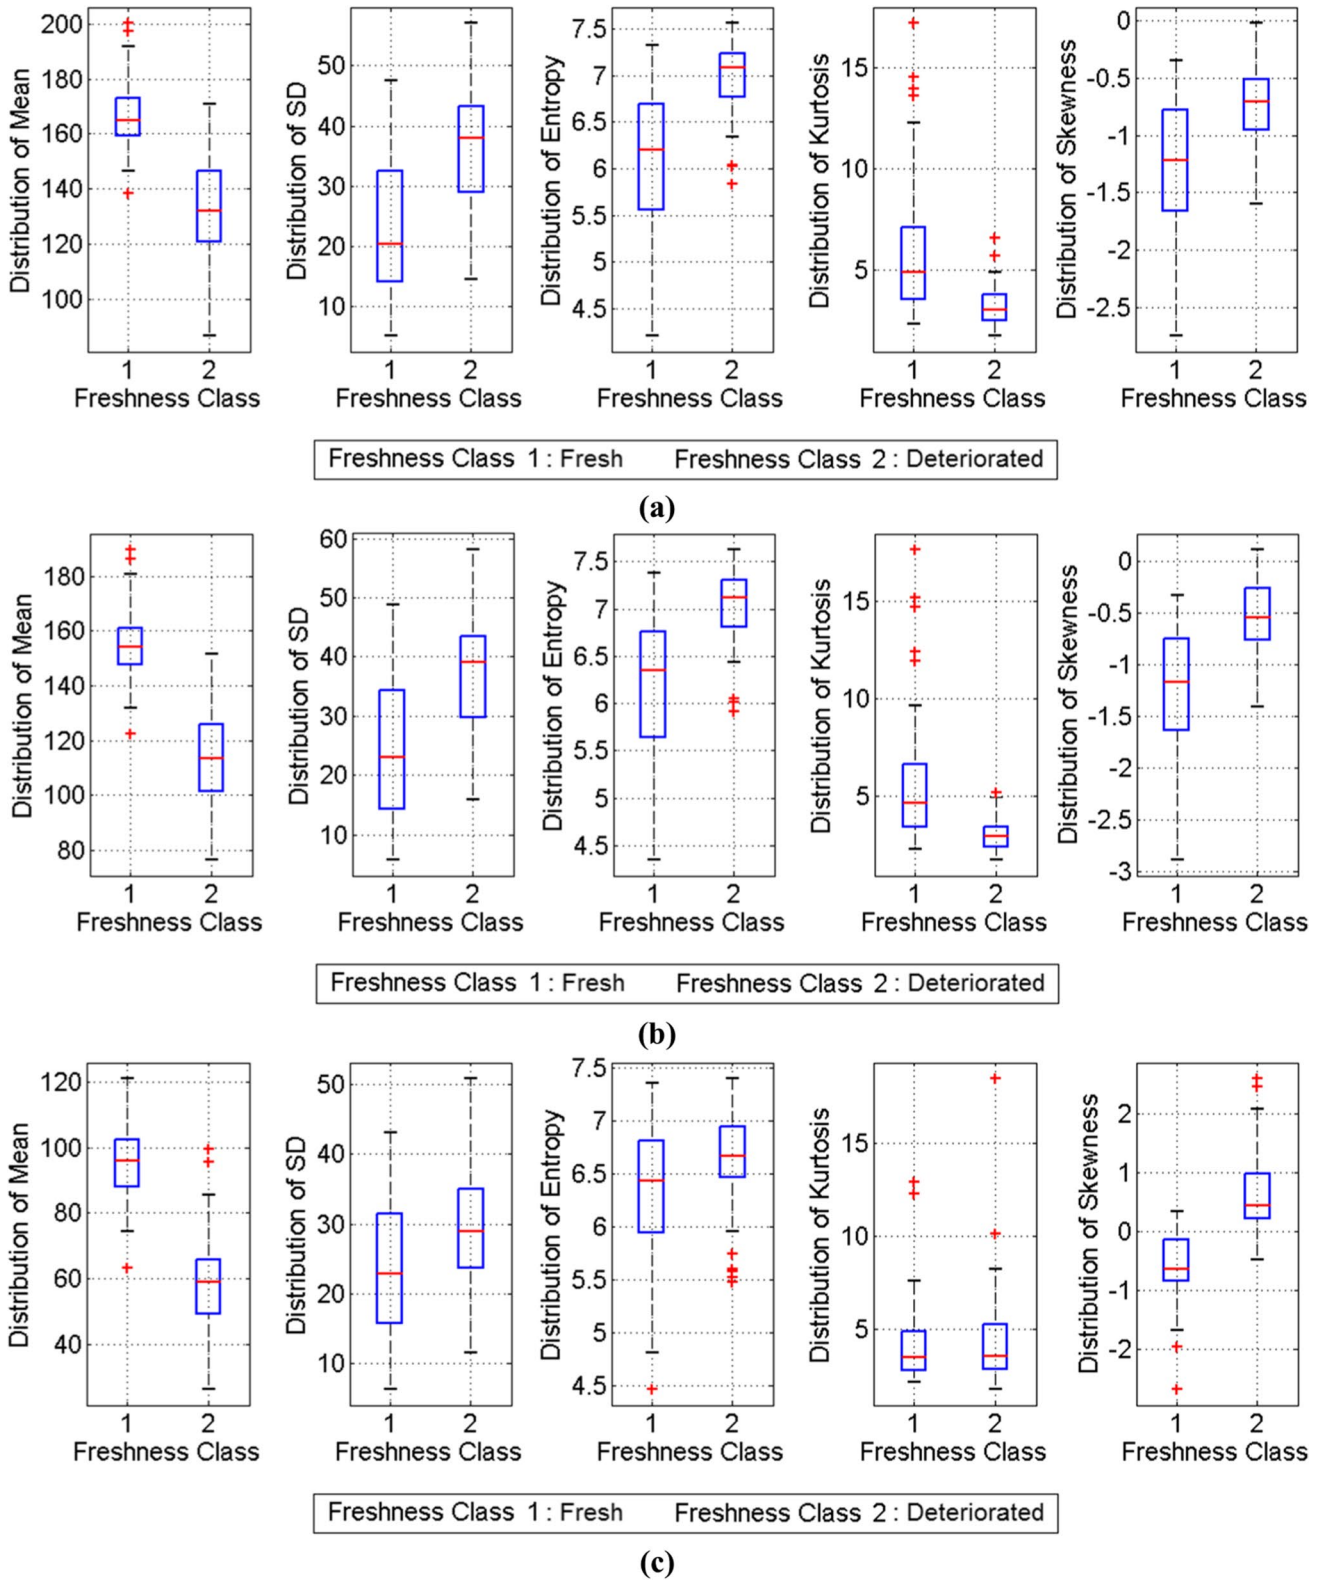 Distribution of Mean
200
180
160
140
120
100
1 2
Freshness Class
Distribution of SD
50
40
30
20
10
1 2
Freshness Class
Distribution of Entropy
7.5
7
6.5
6
5.5
5
4.5
1 2
Freshness Class
Distribution of Kurtosis
15
10
5
1 2
Freshness Class
Distribution of Skewness
0
-0.5
-1
-1.5
-2
-2.5
1 2
Freshness Class
Freshness Class 1 : Fresh Freshness Class 2 : Deteriorated
(a)
Distribution of Mean
180
160
140
120
100
80
1 2
Freshness Class
Distribution of SD
60
50
40
30
20
10
1 2
Freshness Class
Distribution of Entropy
7.5
7
6.5
6
5.5
5
4.5
1 2
Freshness Class
Distribution of Kurtosis
15
10
5
1 2
Freshness Class
Distribution of Skewness
0
-0.5
-1
-1.5
-2
-2.5
-3
1 2
Freshness Class
Freshness Class 1 : Fresh Freshness Class 2 : Deteriorated
(b)
Distribution of Mean
120
100
80
60
40
1 2
Freshness Class
Distribution of SD
50
40
30
20
10
1 2
Freshness Class
Distribution of Entropy
7.5
7
6.5
6
5.5
5
4.5
1 2
Freshness Class
Distribution of Kurtosis
15
10
5
1 2
Freshness Class
Distribution of Skewness
2
1
0
-1
-2
1 2
Freshness Class
Freshness Class 1 : Fresh Freshness Class 2 : Deteriorated
(c)